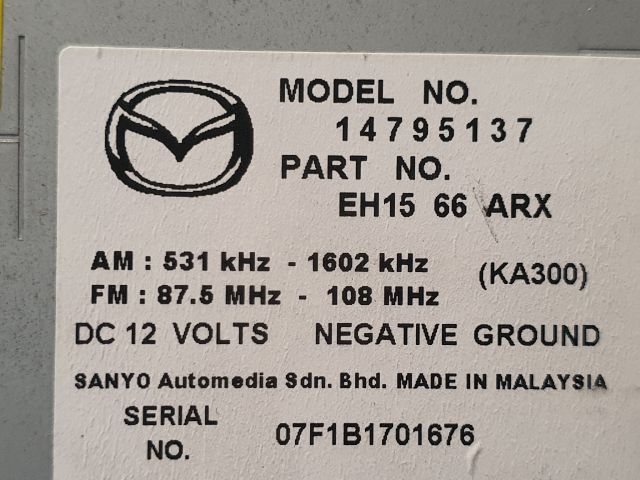 MODEL NO.
14795137
PART NO.
EH15 66 ARX
AM : 531 kHz - 1602 kHz
(KA300)
FM : 87.5 MHz - 108 MHz
DC 12 VOLTS NEGATIVE GROUND
SANYO Automedia Sdn. Bhd. MADE IN MALAYSIA
SERIAL
NO.
07F1B1701676